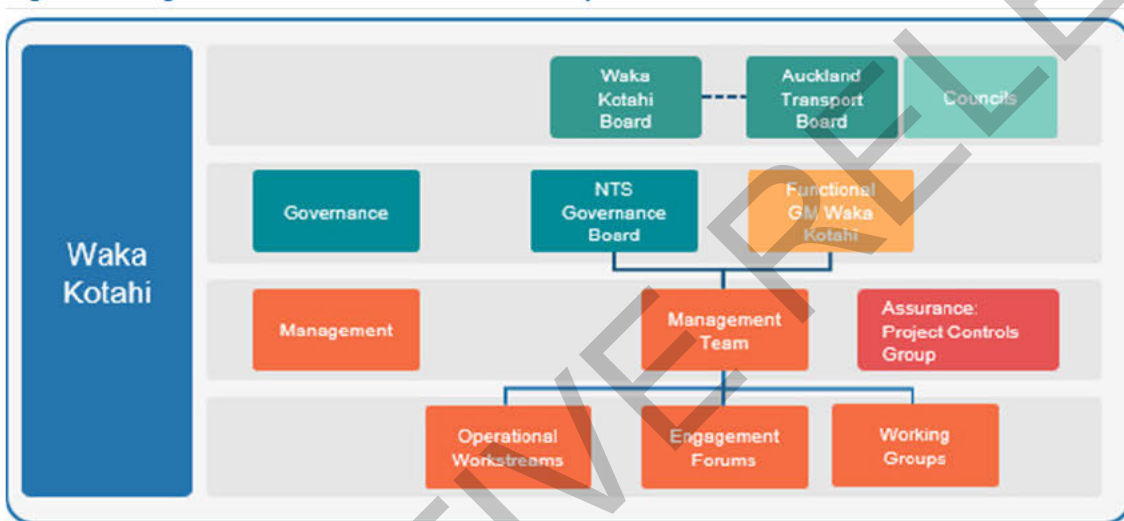 Waka
Kotahi
Waka
Kotahi
Board
Auckland
Transport
Board
Councils
Governance
NTS
Governance
Board
Functional
GM Waka
Kotahi
Management
Management
Team
Assurance:
Project Controls
Group
Operational
Workstreams
Engagement
Forums
Working
Groups